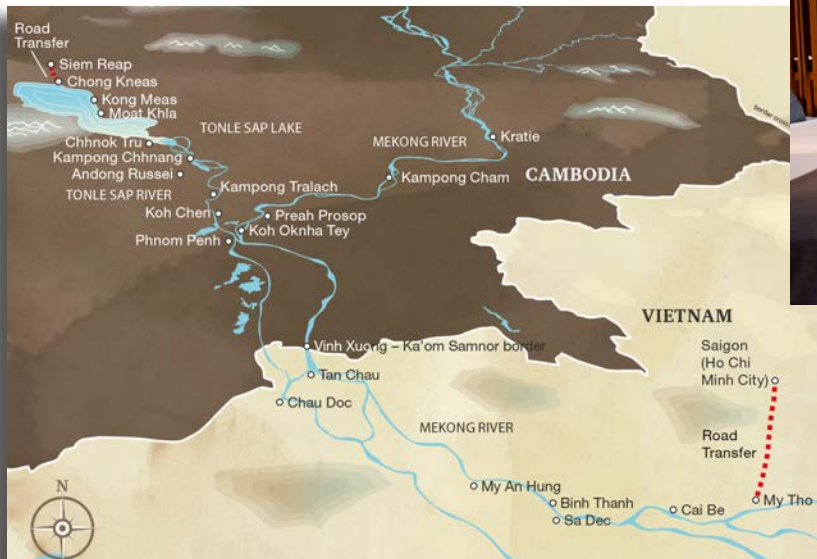 Road
Transfer
Siem Reap
Chong Kneas
Kong Meas
Moat Khla
TONLE SAP LAKE
Chhnok Tru
Kampong Chhnang
Andong Russei
TONLE SAP RIVER
Kampong Tralach
Koh Chen
Phnom Penh
MEKONG RIVER
Kratie
Kampong Cham
CAMBODIA
Preah Prosop
Koh Oknha Tey
border crossing
VIETNAM
Vinh Xuong – Ka'om Samnor border
Tan Chau
Chau Doc
MEKONG RIVER
Saigon
(Ho Chi
Minh City)
Road
Transfer
My An Hung
Binh Thanh
Sa Dec
Cai Be
My Tho
N